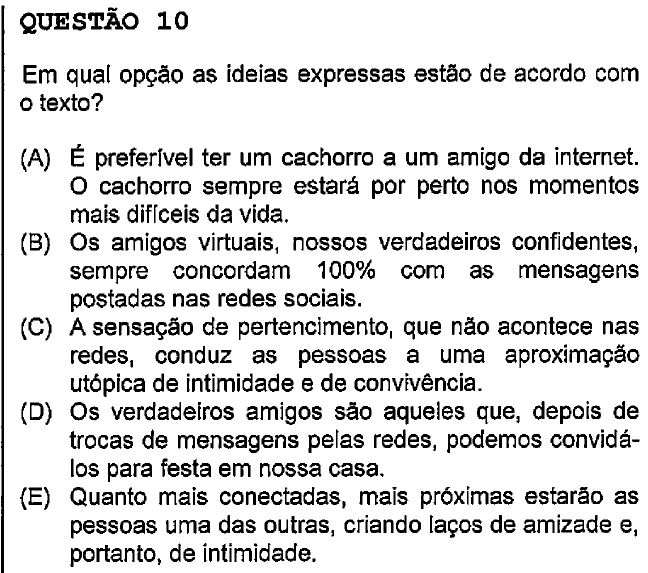 QUESTÃO 10
Em qual opção as ideias expressas estão de acordo com
o texto?
(A) É preferível ter um cachorro a um amigo da internet.
O cachorro sempre estará por perto nos momentos
mais difíceis da vida.
(B) Os amigos virtuais, nossos verdadeiros confidentes,
sempre concordam 100% com as mensagens
postadas nas redes sociais.
(C) A sensação de pertencimento, que não acontece nas
redes, conduz as pessoas a uma aproximação
utópica de intimidade e de convivência.
(D) Os verdadeiros amigos são aqueles que, depois de
trocas de mensagens pelas redes, podemos convidá-
los para festa em nossa casa.
(E) Quanto mais conectadas, mais próximas estarão as
pessoas uma das outras, criando laços de amizade e,
portanto, de intimidade.